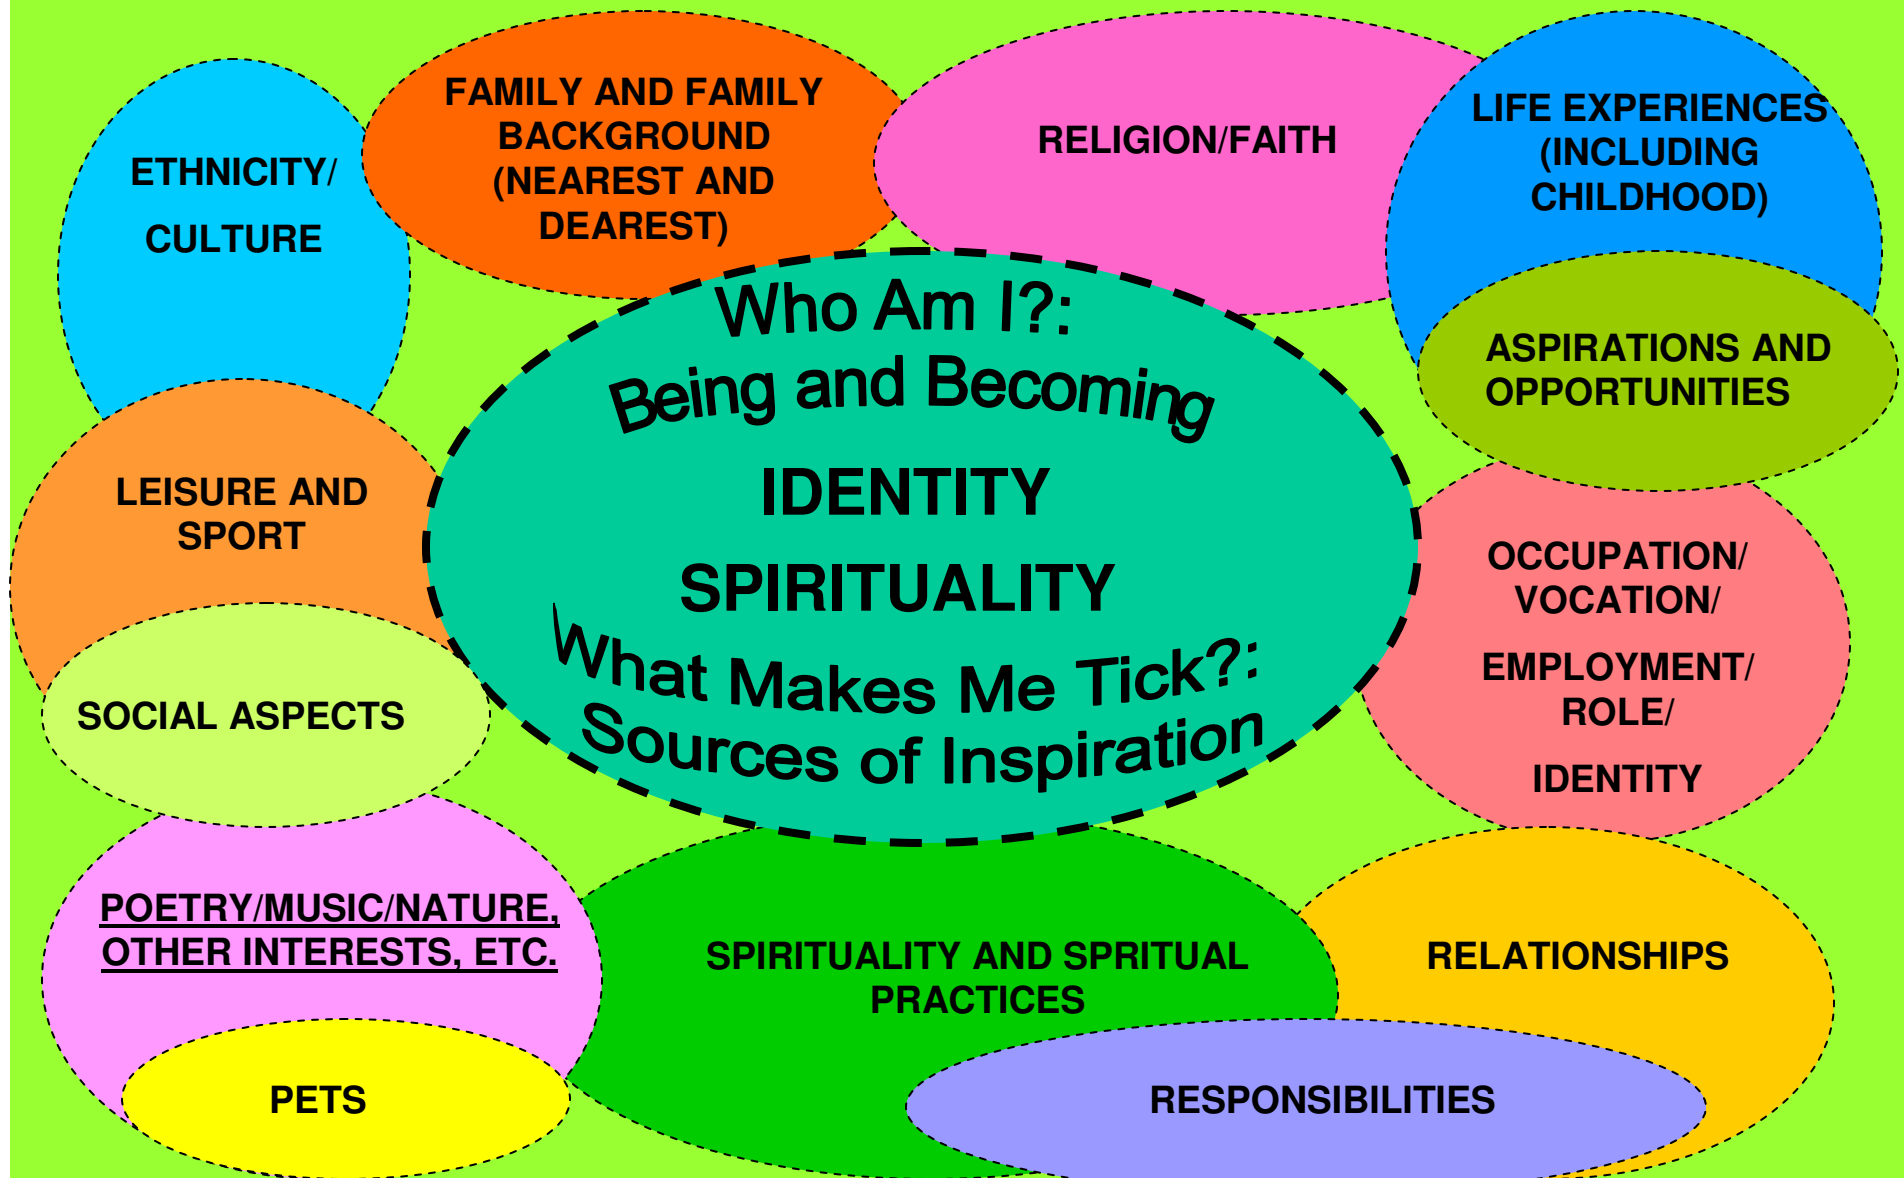 FAMILY AND FAMILY
BACKGROUND
(NEAREST AND
DEAREST)
RELIGION/FAITH
LIFE EXPERIENCES
(INCLUDING
CHILDHOOD)
ETHNICITY/
CULTURE
Who Am I?:
Being and Becoming
IDENTITY
SPIRITUALITY
What Makes Me Tick?:
Sources of Inspiration
ASPIRATIONS AND
OPPORTUNITIES
LEISURE AND
SPORT
OCCUPATION/
VOCATION/
EMPLOYMENT/
ROLE/
IDENTITY
SOCIAL ASPECTS
POETRY/MUSIC/NATURE,
OTHER INTERESTS, ETC.
SPIRITUALITY AND SPRITUAL
PRACTICES
RELATIONSHIPS
PETS
RESPONSIBILITIES